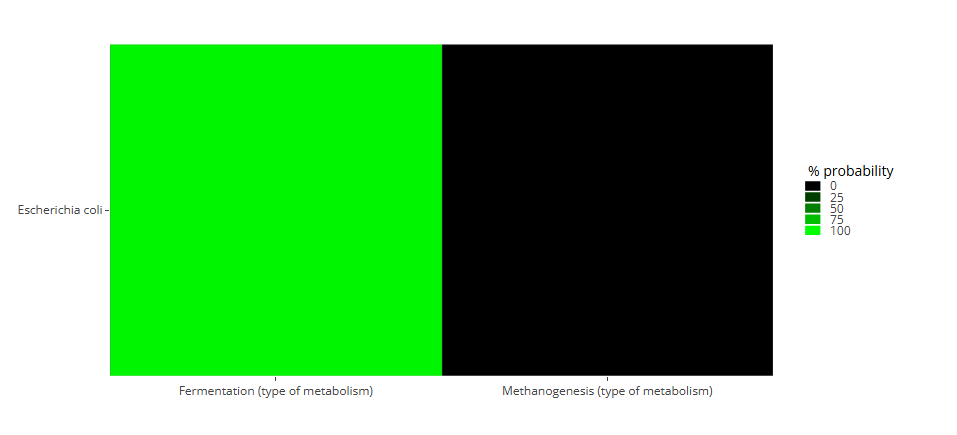 % probability
0
25
50
75
100
Escherichia coli
Fermentation (type of metabolism)
Methanogenesis (type of metabolism)